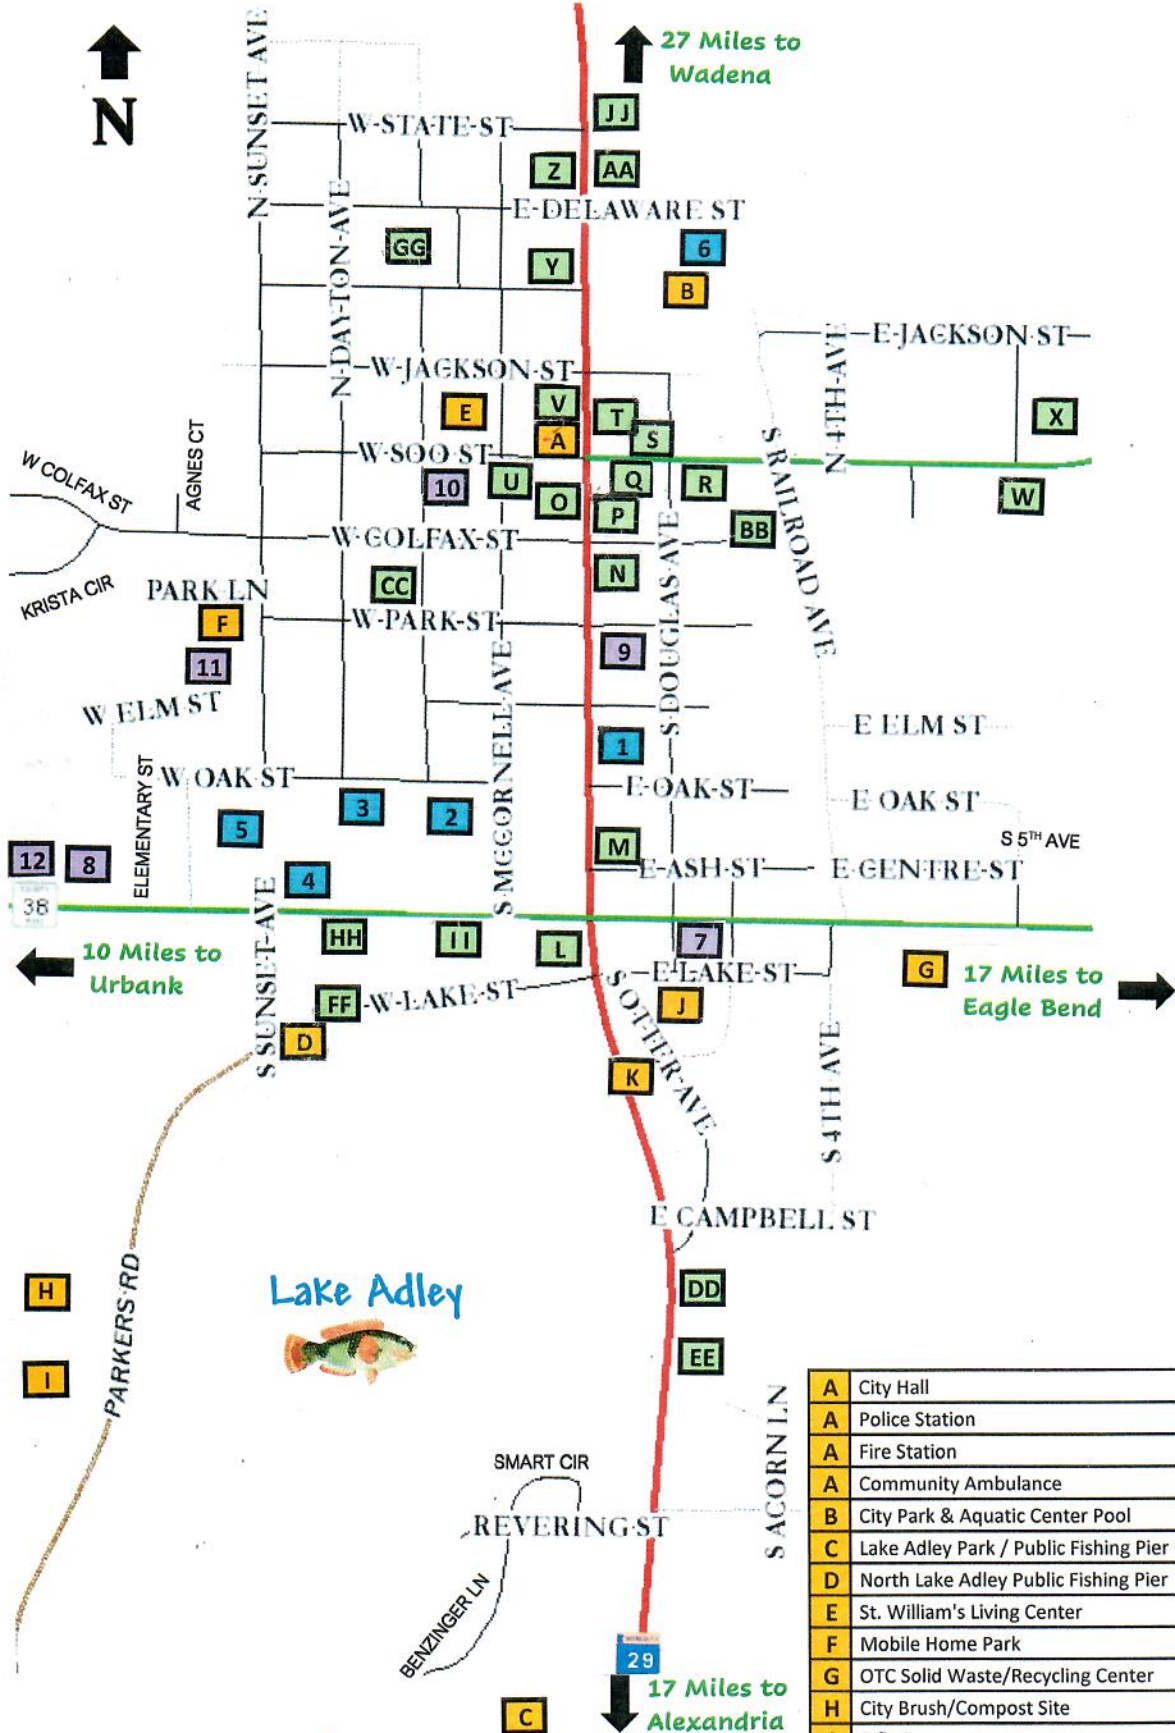 27 Miles to
Wadena
N
N SUNSET AVE
JJ
W STATE ST
Z
AA
E DELAWARE ST
N DAYTON AVE
GG
6
Y
B
E JACKSON ST
N 4TH AVE
W JACKSON ST
V
E
T
X
A
S
AGNES CT
W SOO ST
S RAILROAD AVE
W COLFAX ST
10
U
Q
R
W
O
P
BB
W COLFAX ST
S DOUGLAS AVE
KRISTA CIR
PARK LN
CC
N
F
W PARK ST
9
11
S MCCORNELL AVE
W ELM ST
E ELM ST
1
W OAK ST
E OAK ST
E OAK ST
ELEMENTARY ST
3
2
5
S 5TH AVE
M
12
8
4
E ASH ST
E CENTRE ST
38
S SUNSET AVE
HH
II
L
7
10 Miles to
Urbank
E LAKE ST
G
17 Miles to
Eagle Bend
FF
W LAKE ST
J
S OTTER AVE
D
K
S 4TH AVE
E CAMPBELL ST
PARKERS RD
H
Lake Adley
DD
I
EE
S ACORN LN
SMART CIR
REVERING ST
BENZINGER LN
29
17 Miles to
Alexandria
C
A City Hall
A Police Station
A Fire Station
A Community Ambulance
B City Park & Aquatic Center Pool
C Lake Adley Park / Public Fishing Pier
D North Lake Adley Public Fishing Pier
E St. William's Living Center
F Mobile Home Park
G OTC Solid Waste/Recycling Center
H City Brush/Compost Site